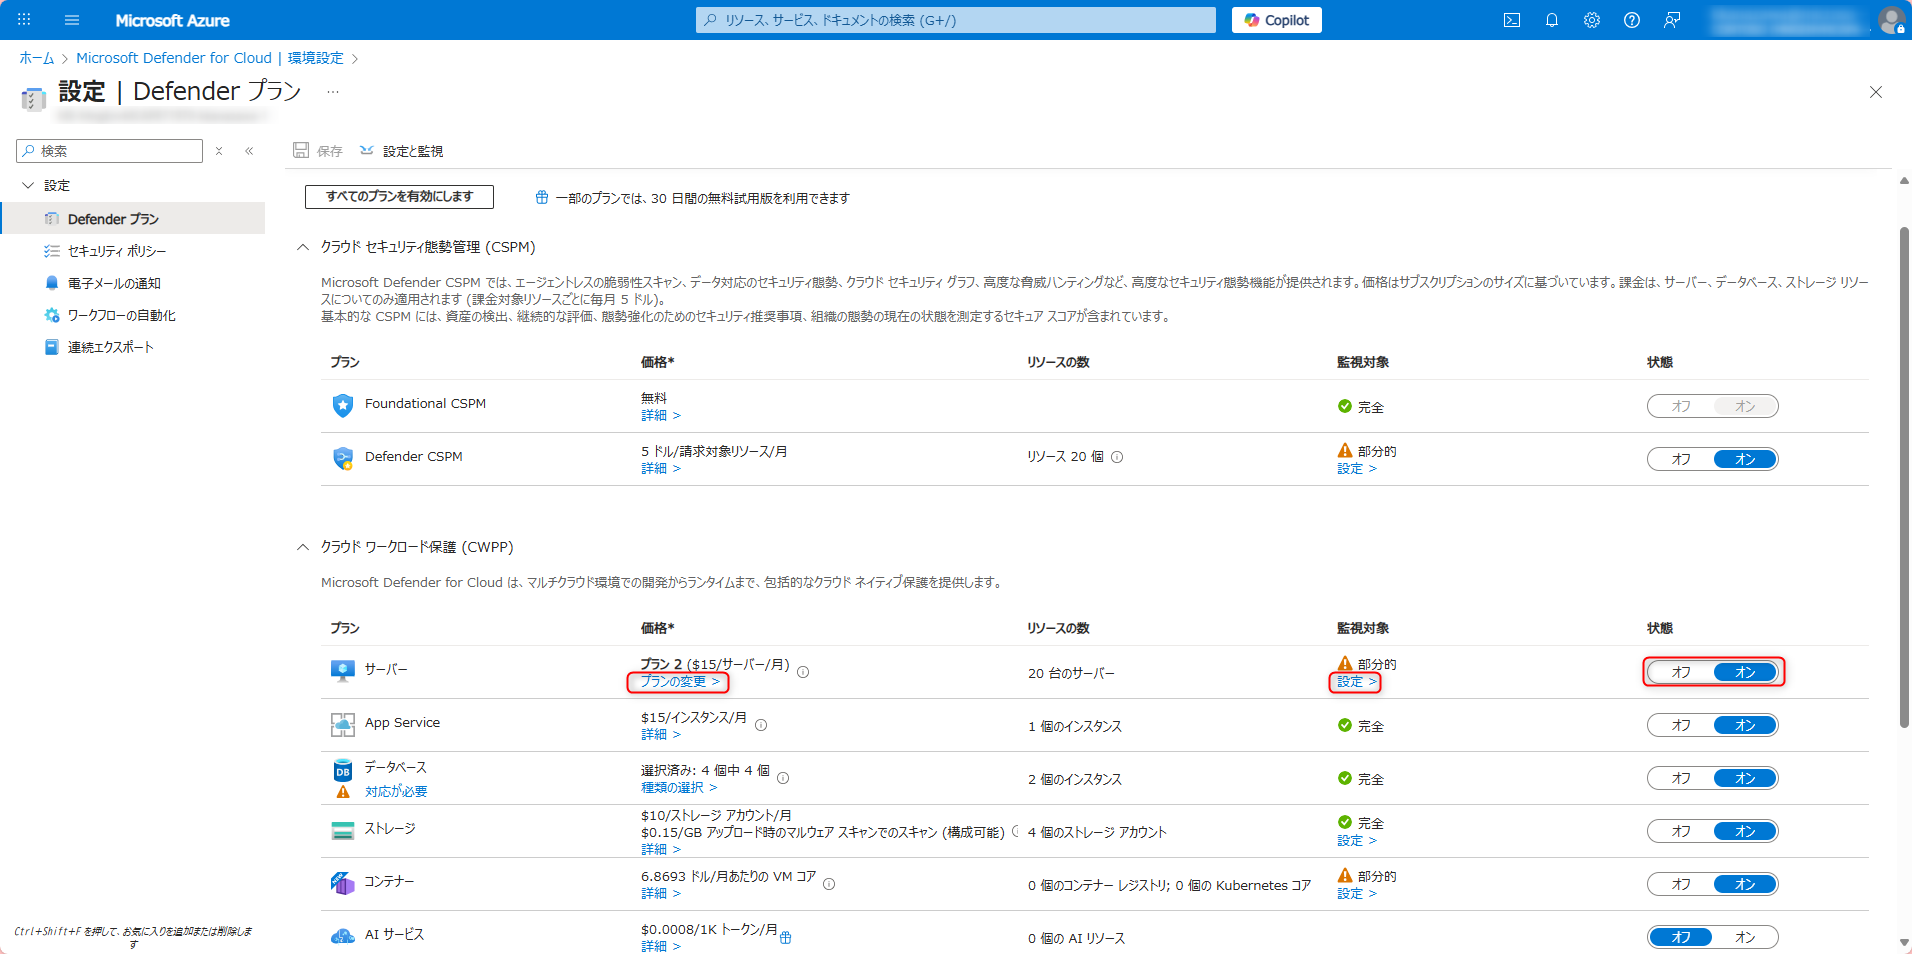 Microsoft Azure
リソース、サービス、ドキュメントの検索 (G+/)
Copilot
ホーム > Microsoft Defender for Cloud | 環境設定 >
設定 | Defender プラン ...
検索
保存
設定と監視
設定
Defender プラン
セキュリティ ポリシー
電子メールの通知
ワークフローの自動化
連続エクスポート
すべてのプランを有効にします
一部のプランでは、30 日間の無料試用版を利用できます
クラウド セキュリティ態勢管理 (CSPM)
Microsoft Defender CSPM では、エージェントレスの脆弱性スキャン、データ対応のセキュリティ態勢、クラウド セキュリティ グラフ、高度な脅威ハンティングなど、高度なセキュリティ態勢機能が提供されます。価格はサブスクリプションのサイズに基づいています。課金は、サーバー、データベース、ストレージ リソー
スについてのみ適用されます (課金対象リソースごとに毎月 5 ドル)。
基本的な CSPM には、資産の検出、継続的な評価、態勢強化のためのセキュリティ推奨事項、組織の態勢の現在の状態を測定するセキュア スコアが含まれています。
プラン 価格* リソースの数 監視対象 状態
Foundational CSPM
無料
詳細 >
完全
オフ オン
Defender CSPM
5 ドル/請求対象リソース/月
詳細 >
リソース 20 個
部分的
設定 >
オフ オン
クラウド ワークロード保護 (CWPP)
Microsoft Defender for Cloud は、マルチクラウド環境での開発からランタイムまで、包括的なクラウド ネイティブ保護を提供します。
プラン 価格* リソースの数 監視対象 状態
サーバー
プラン 2 ($15/サーバー/月)
プランの変更 >
20 台のサーバー
部分的
設定 >
オフ オン
App Service
$15/インスタンス/月
詳細 >
1 個のインスタンス
完全
オフ オン
DB
データベース
対応が必要
選択済み: 4 個中 4 個
種類の選択 >
2 個のインスタンス
完全
オフ オン
ストレージ
$10/ストレージ アカウント/月
$0.15/GB アップロード時のマルウェア スキャンでのスキャン (構成可能)
詳細 >
4 個のストレージ アカウント
完全
設定 >
オフ オン
コンテナー
6.8693 ドル/月あたりの VM コア
詳細 >
0 個のコンテナー レジストリ; 0 個の Kubernetes コア
部分的
設定 >
オフ オン
AI サービス
$0.0008/1K トークン/月
詳細 >
0 個の AI リソース
オフ オン
Ctrl+Shift+F を押して、お気に入りを追加または削除しま
す